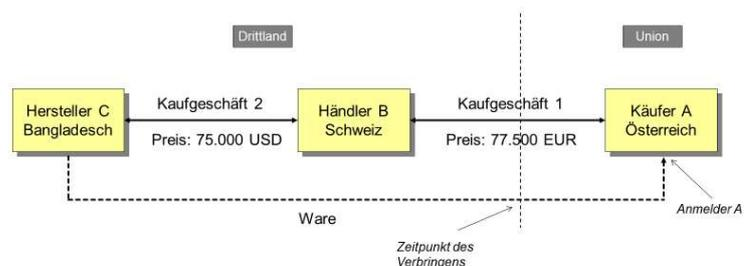 Drittland
Union
Hersteller C
Bangladesch
Kaufgeschäft 2
Preis: 75.000 USD
Händler B
Schweiz
Kaufgeschäft 1
Preis: 77.500 EUR
Käufer A
Österreich
Ware
Zeitpunkt des
Verbringens
Anmelder A